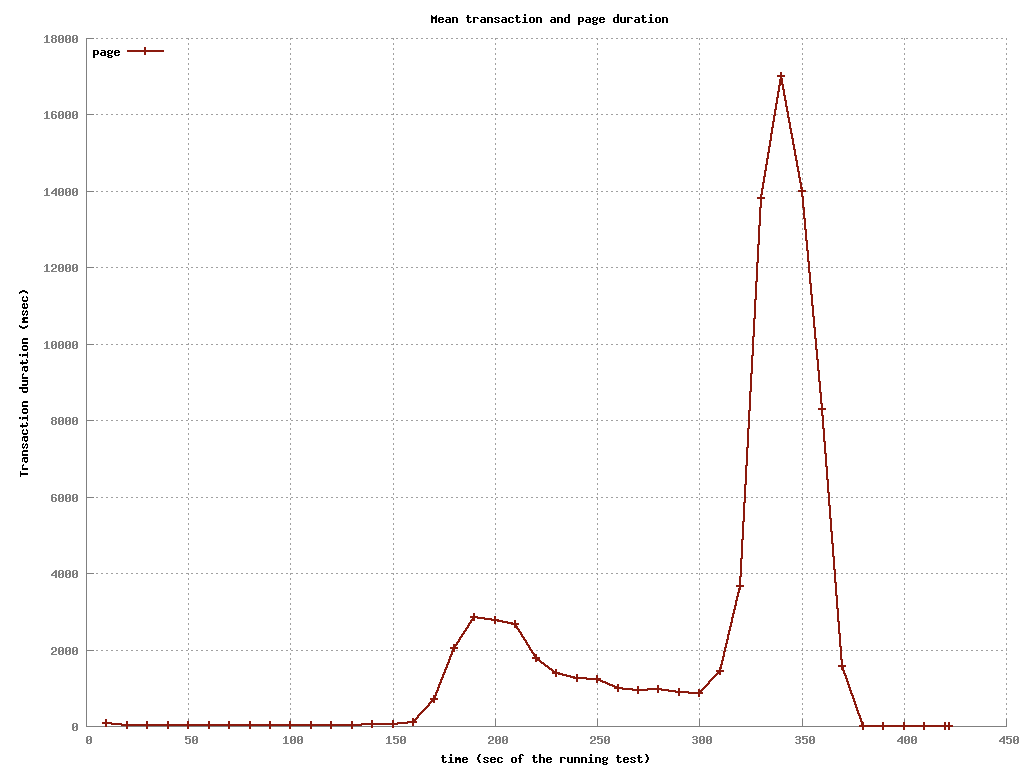 Mean transaction and page duration
page
18000
16000
14000
12000
10000
8000
6000
4000
2000
0
Transaction duration (msec)
0 50 100 150 200 250 300 350 400 450
time (sec of the running test)